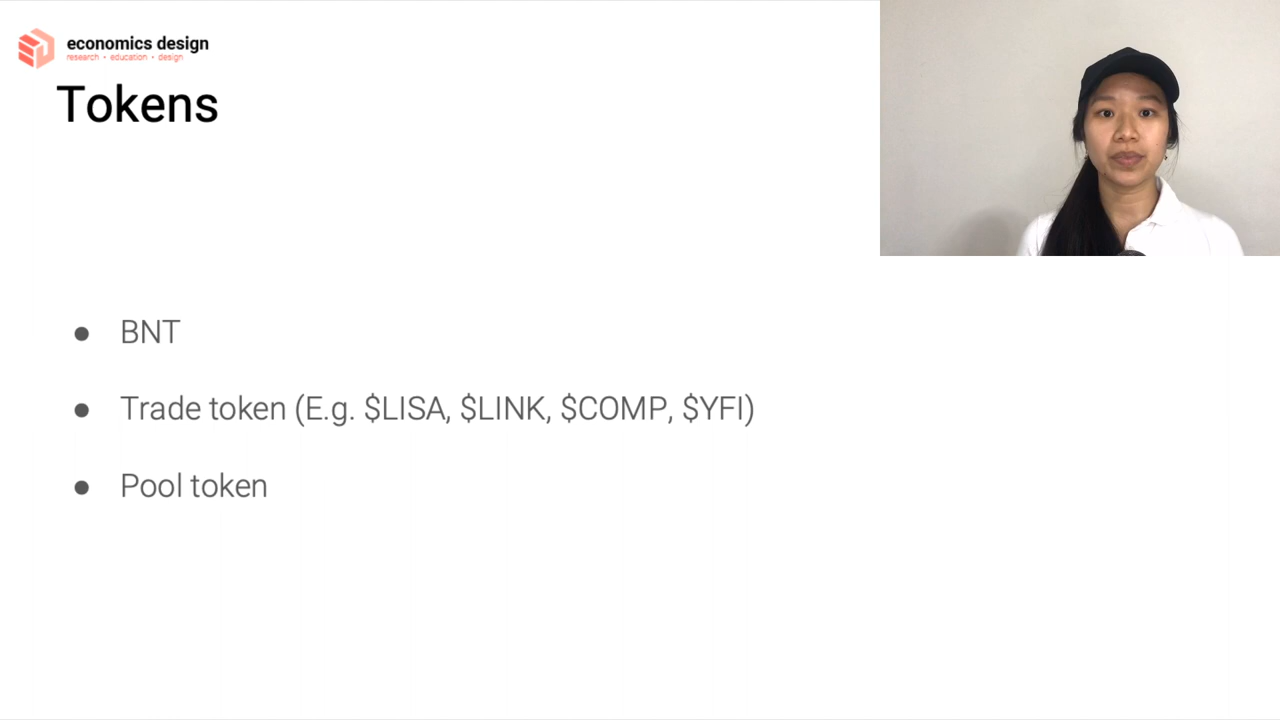 economics design
research • education • design
Tokens
● BNT
● Trade token (E.g. $LISA, $LINK, $COMP, $YFI)
● Pool token